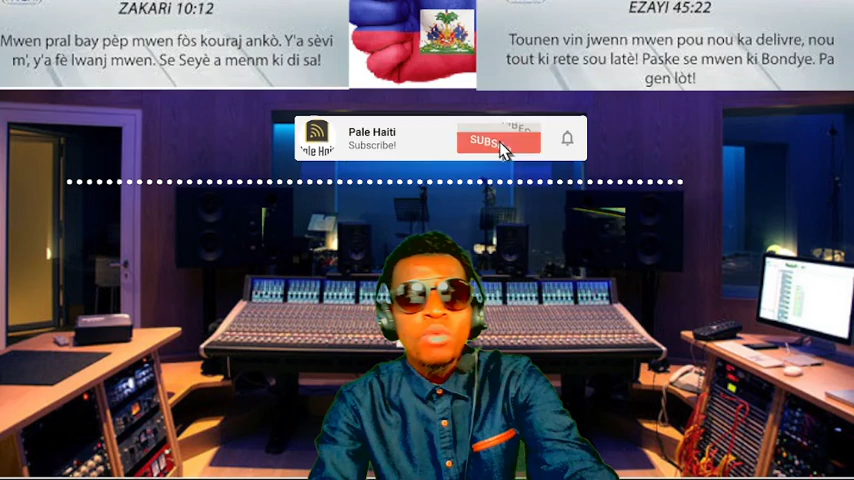 ZAKARi 10:12
Mwen pral bay pèp mwen fòs kouraj ankò. Y'a sèvi
m', y'a fè lwanj mwen. Se Seyè a menm ki di sa!
EZAYI 45:22
Tounen vin jwenn mwen pou nou ka delivre, nou
tout ki rete sou latè! Paske se mwen ki Bondye. Pa
gen lòt!
Pale Haiti
Subscribe!